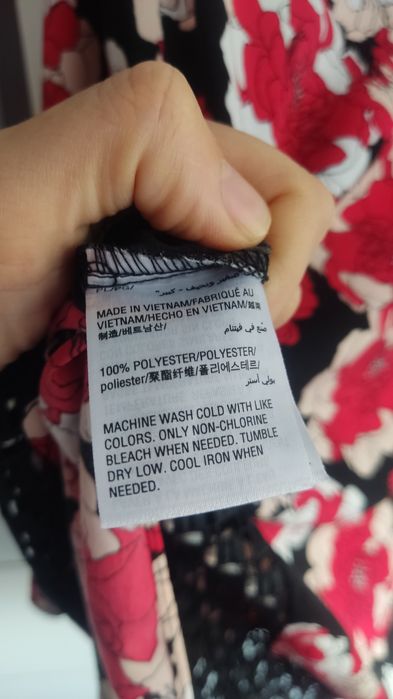 MADE IN VIETNAM/FABRIQUÉ AU
VIETNAM/HECHO EN VIETNAM/越南
制造/베트남산/ صنع في فيتنام
100% POLYESTER/POLYESTER/
poliester/聚酯纤维/폴리에스테르/
بولي أستر
MACHINE WASH COLD WITH LIKE
COLORS. ONLY NON-CHLORINE
BLEACH WHEN NEEDED. TUMBLE
DRY LOW. COOL IRON WHEN
NEEDED.